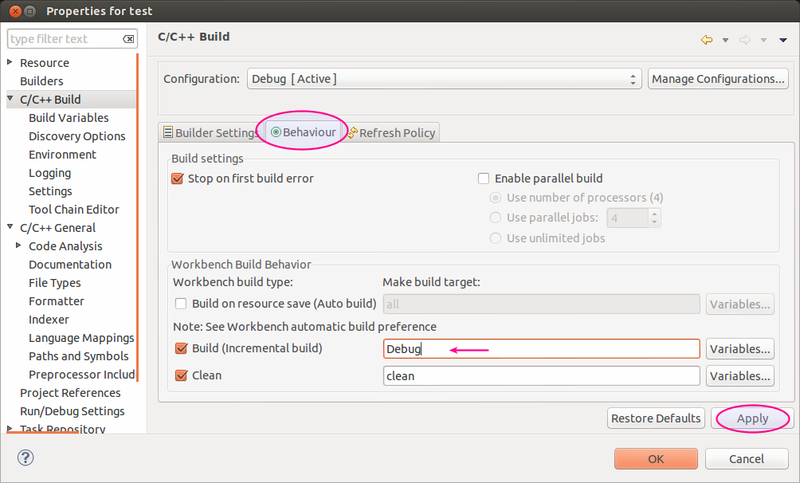 Properties for test
type filter text
Resource
Builders
C/C++ Build
Build Variables
Discovery Options
Environment
Logging
Settings
Tool Chain Editor
C/C++ General
Code Analysis
Documentation
File Types
Formatter
Indexer
Language Mappings
Paths and Symbols
Preprocessor Includ
Project References
Run/Debug Settings
Task Repository
C/C++ Build
Configuration: Debug [ Active ] Manage Configurations...
Builder Settings Behaviour Refresh Policy
Build settings
Stop on first build error Enable parallel build
Use number of processors (4)
Use parallel jobs: 4
Use unlimited jobs
Workbench Build Behavior
Workbench build type: Make build target:
Build on resource save (Auto build) all Variables...
Note: See Workbench automatic build preference
Build (Incremental build) Debug Variables...
Clean clean Variables...
Restore Defaults Apply
? OK Cancel